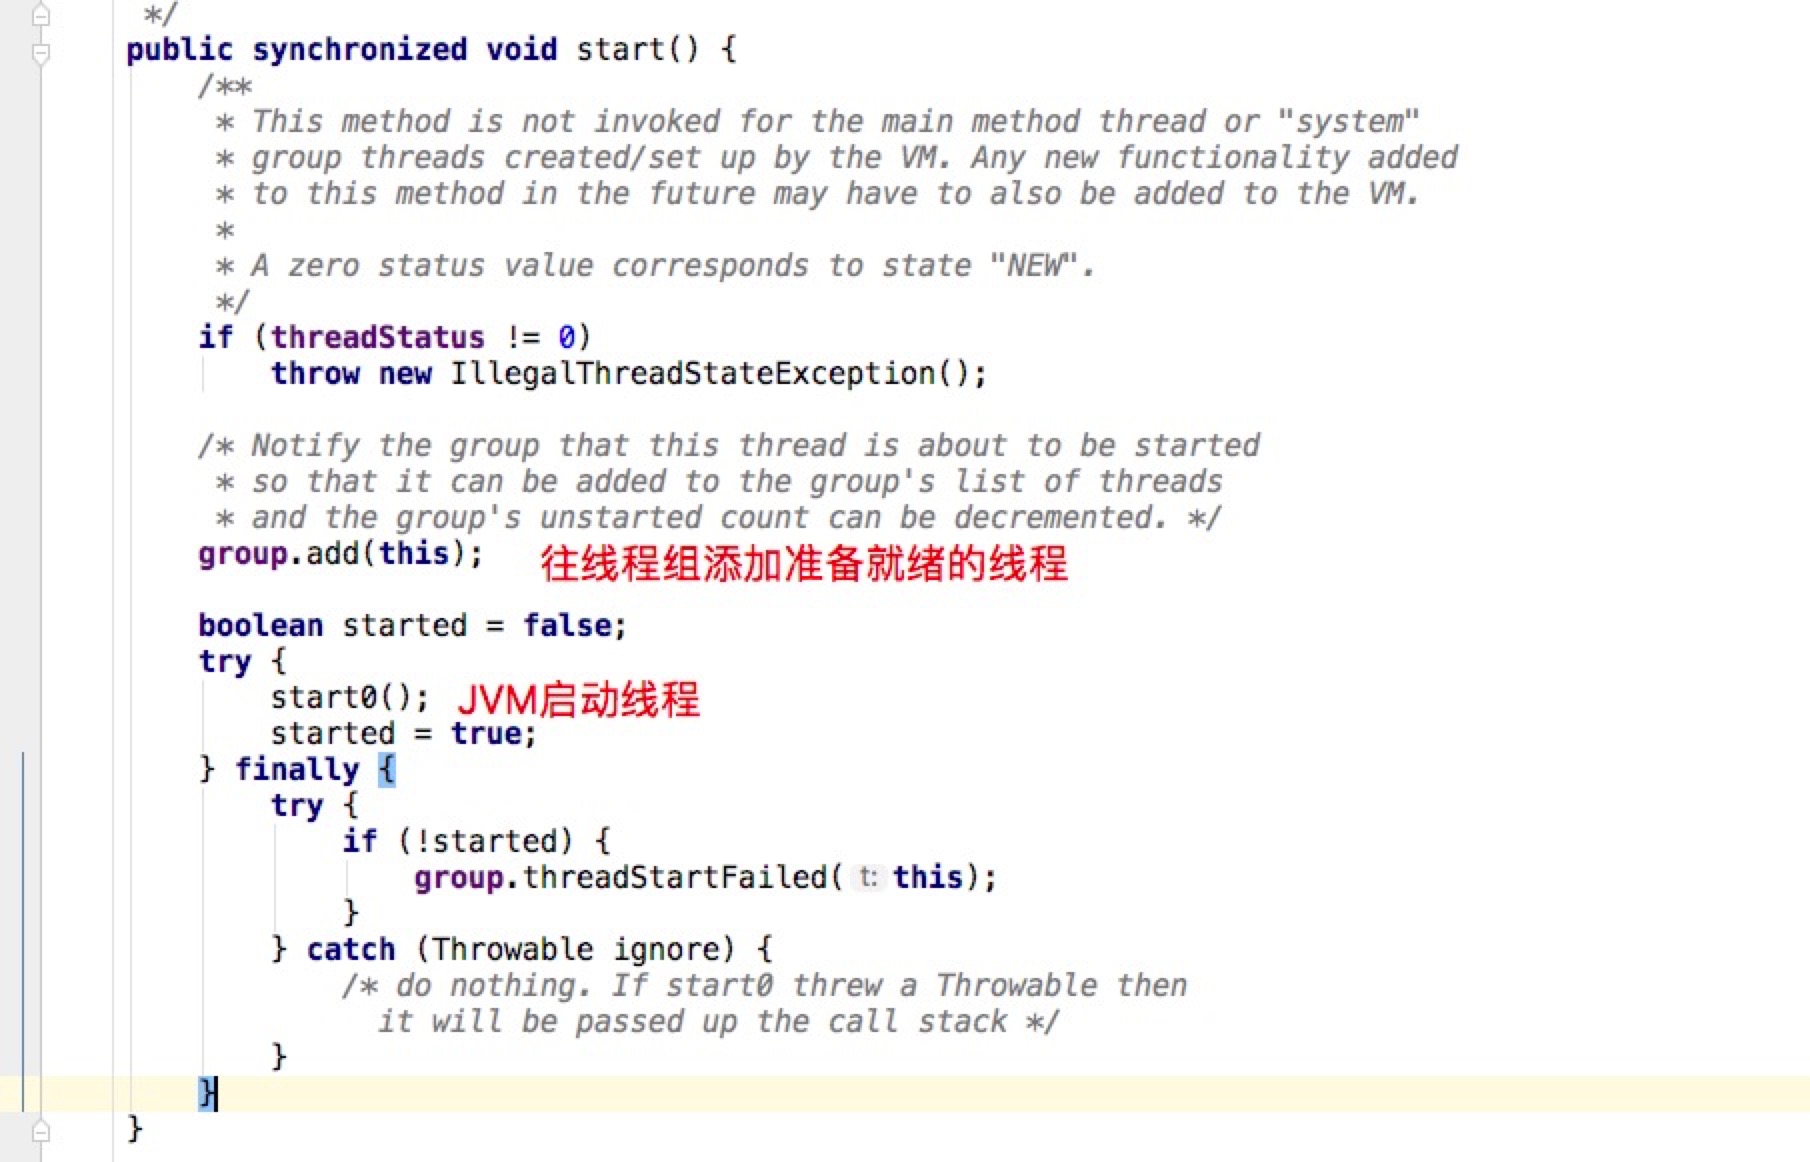 */
public synchronized void start() {
/**
* This method is not invoked for the main method thread or "system"
* group threads created/set up by the VM. Any new functionality added
* to this method in the future may have to also be added to the VM.
*
* A zero status value corresponds to state "NEW".
*/
if (threadStatus != 0)
throw new IllegalThreadStateException();
/* Notify the group that this thread is about to be started
* so that it can be added to the group's list of threads
* and the group's unstarted count can be decremented. */
group.add(this); 往线程组添加准备就绪的线程
boolean started = false;
try {
start0(); JVM启动线程
started = true;
} finally {
try {
if (!started) {
group.threadStartFailed( t: this);
}
} catch (Throwable ignore) {
/* do nothing. If start0 threw a Throwable then
it will be passed up the call stack */
}
}
}